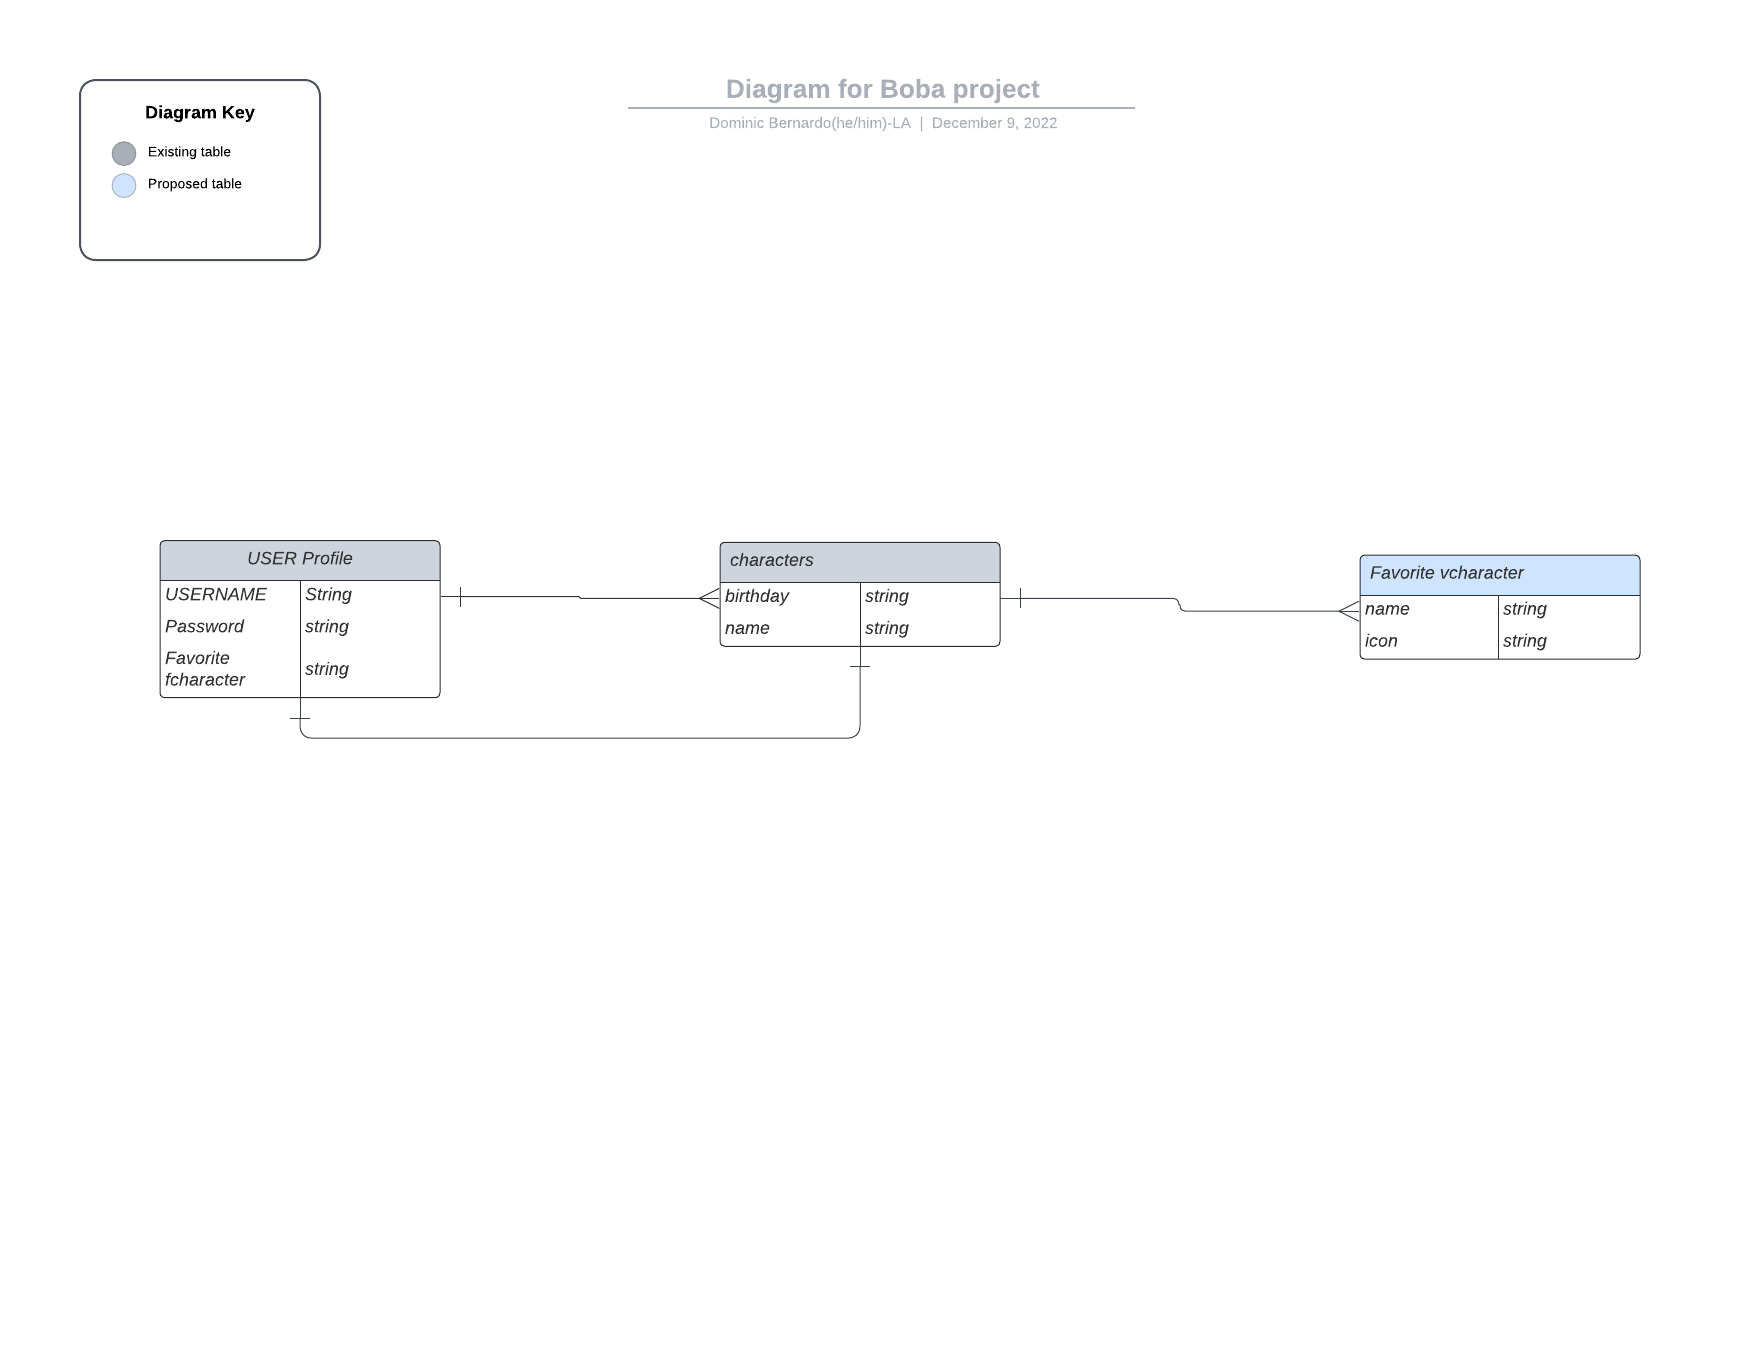 Diagram for Boba project
Dominic Bernardo(he/him)-LA | December 9, 2022
Diagram Key
Existing table
Proposed table
USER Profile
USERNAME String
Password string
Favorite
fcharacter
string
characters
birthday string
name string
Favorite vcharacter
name string
icon string